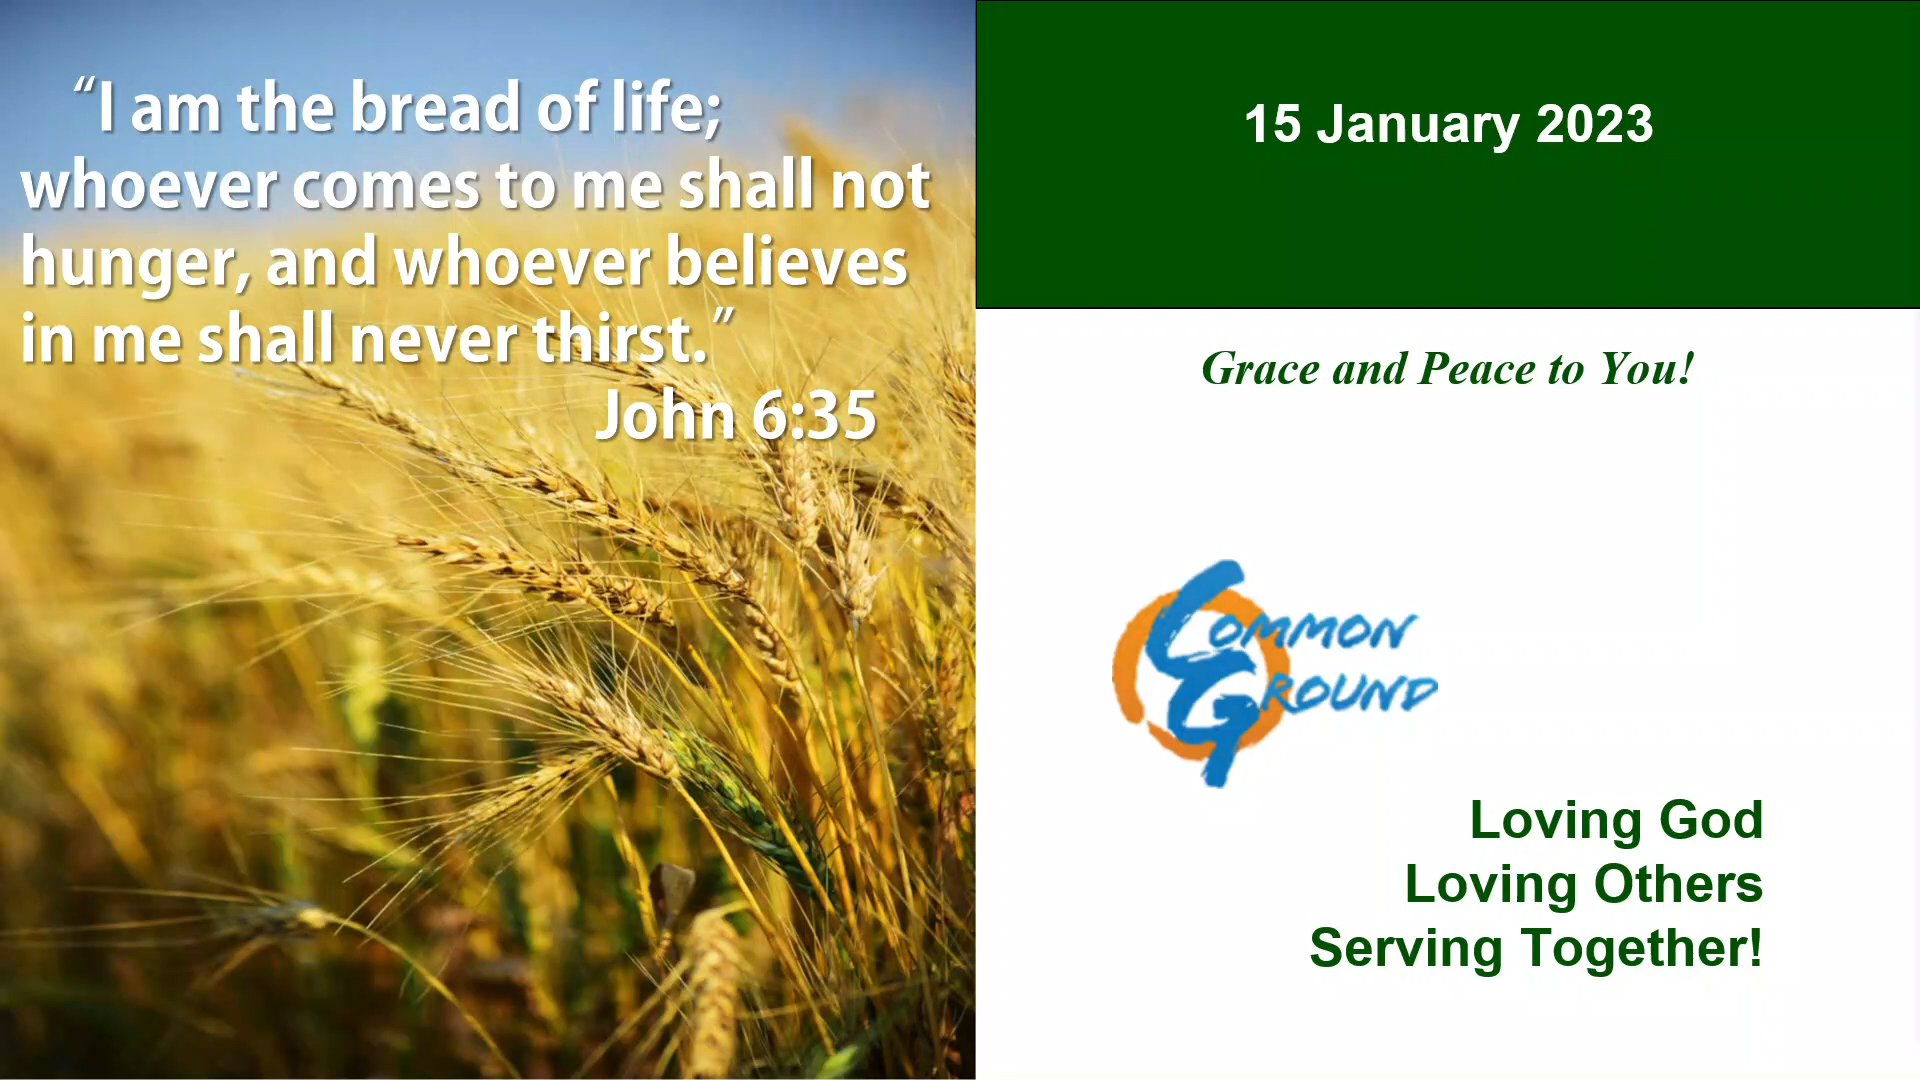 “I am the bread of life;
whoever comes to me shall not
hunger, and whoever believes
in me shall never thirst.”
John 6:35
15 January 2023
Grace and Peace to You!
COMMON
GROUND
Loving God
Loving Others
Serving Together!